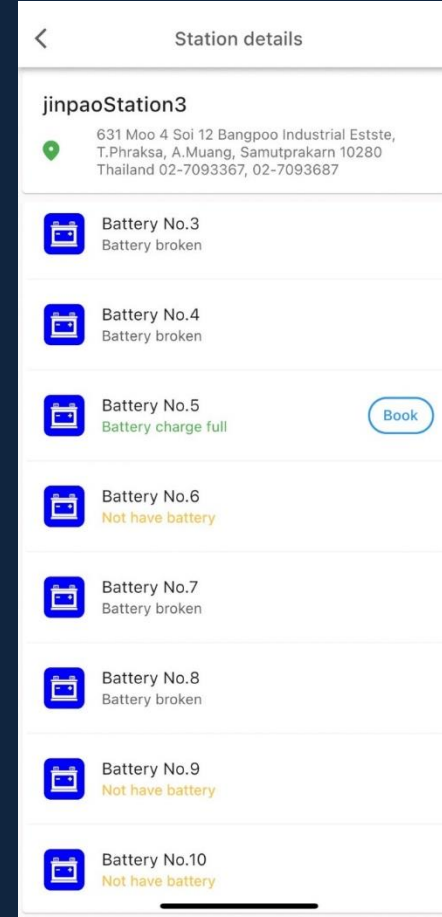 Station details
jinpaoStation3
631 Moo 4 Soi 12 Bangpoo Industrial Estste,
T.Phraksa, A.Muang, Samutprakarn 10280
Thailand 02-7093367, 02-7093687
Battery No.3
Battery broken
Battery No.4
Battery broken
Battery No.5
Battery charge full
Book
Battery No.6
Not have battery
Battery No.7
Battery broken
Battery No.8
Battery broken
Battery No.9
Not have battery
Battery No.10
Not have battery